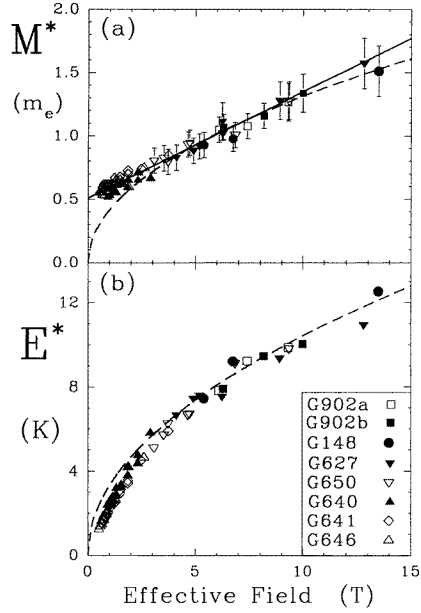 2.0
(a)
M*
1.5
(mₑ)
1.0
0.5
0.0
(b)
12
E*
8
(K)
4
0
G902a
G902b
G148
G627
G650
G640
G641
G646
0 5 10 15
Effective Field (T)